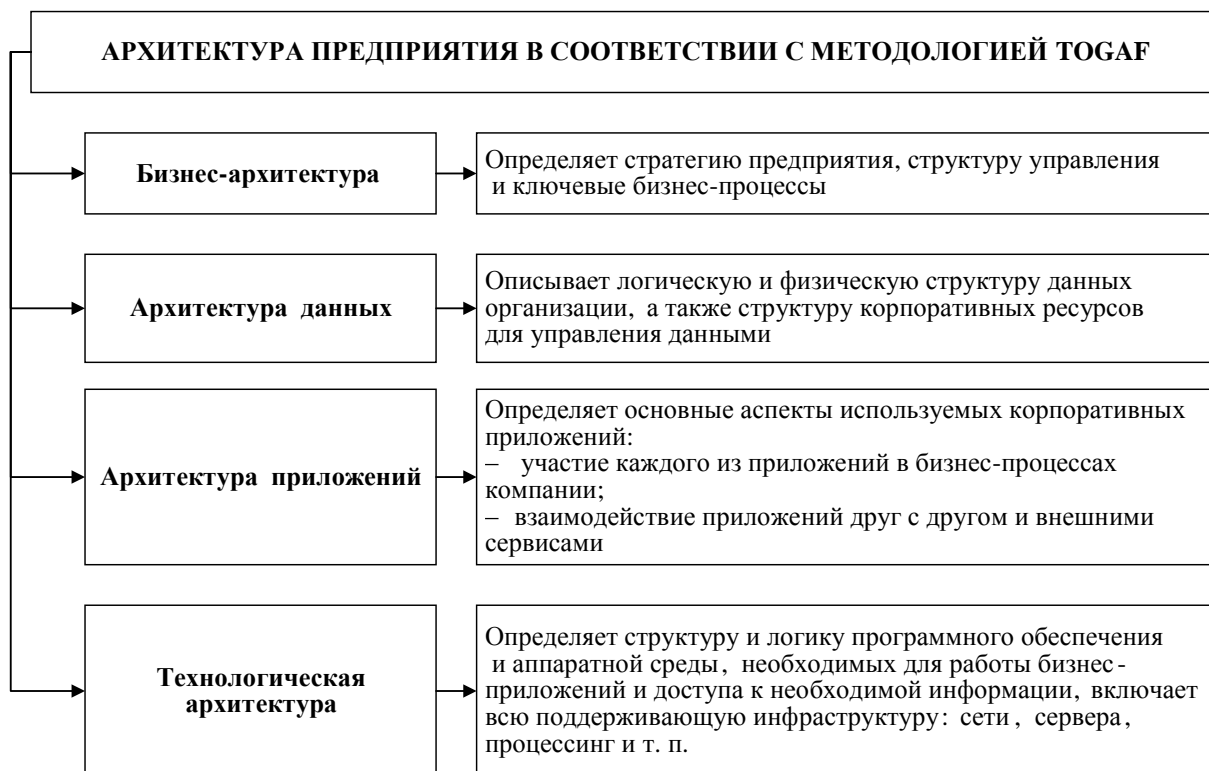 АРХИТЕКТУРА ПРЕДПРИЯТИЯ В СООТВЕТСТВИИ С МЕТОДОЛОГИЕЙ TOGAF
Бизнес-архитектура
Определяет стратегию предприятия, структуру управления
и ключевые бизнес-процессы
Архитектура данных
Описывает логическую и физическую структуру данных
организации, а также структуру корпоративных ресурсов
для управления данными
Архитектура приложений
Определяет основные аспекты используемых корпоративных
приложений:
– участие каждого из приложений в бизнес-процессах
компании;
– взаимодействие приложений друг с другом и внешними
сервисами
Технологическая
архитектура
Определяет структуру и логику программного обеспечения
и аппаратной среды, необходимых для работы бизнес-
приложений и доступа к необходимой информации, включает
всю поддерживающую инфраструктуру: сети, сервера,
процессинг и т. п.